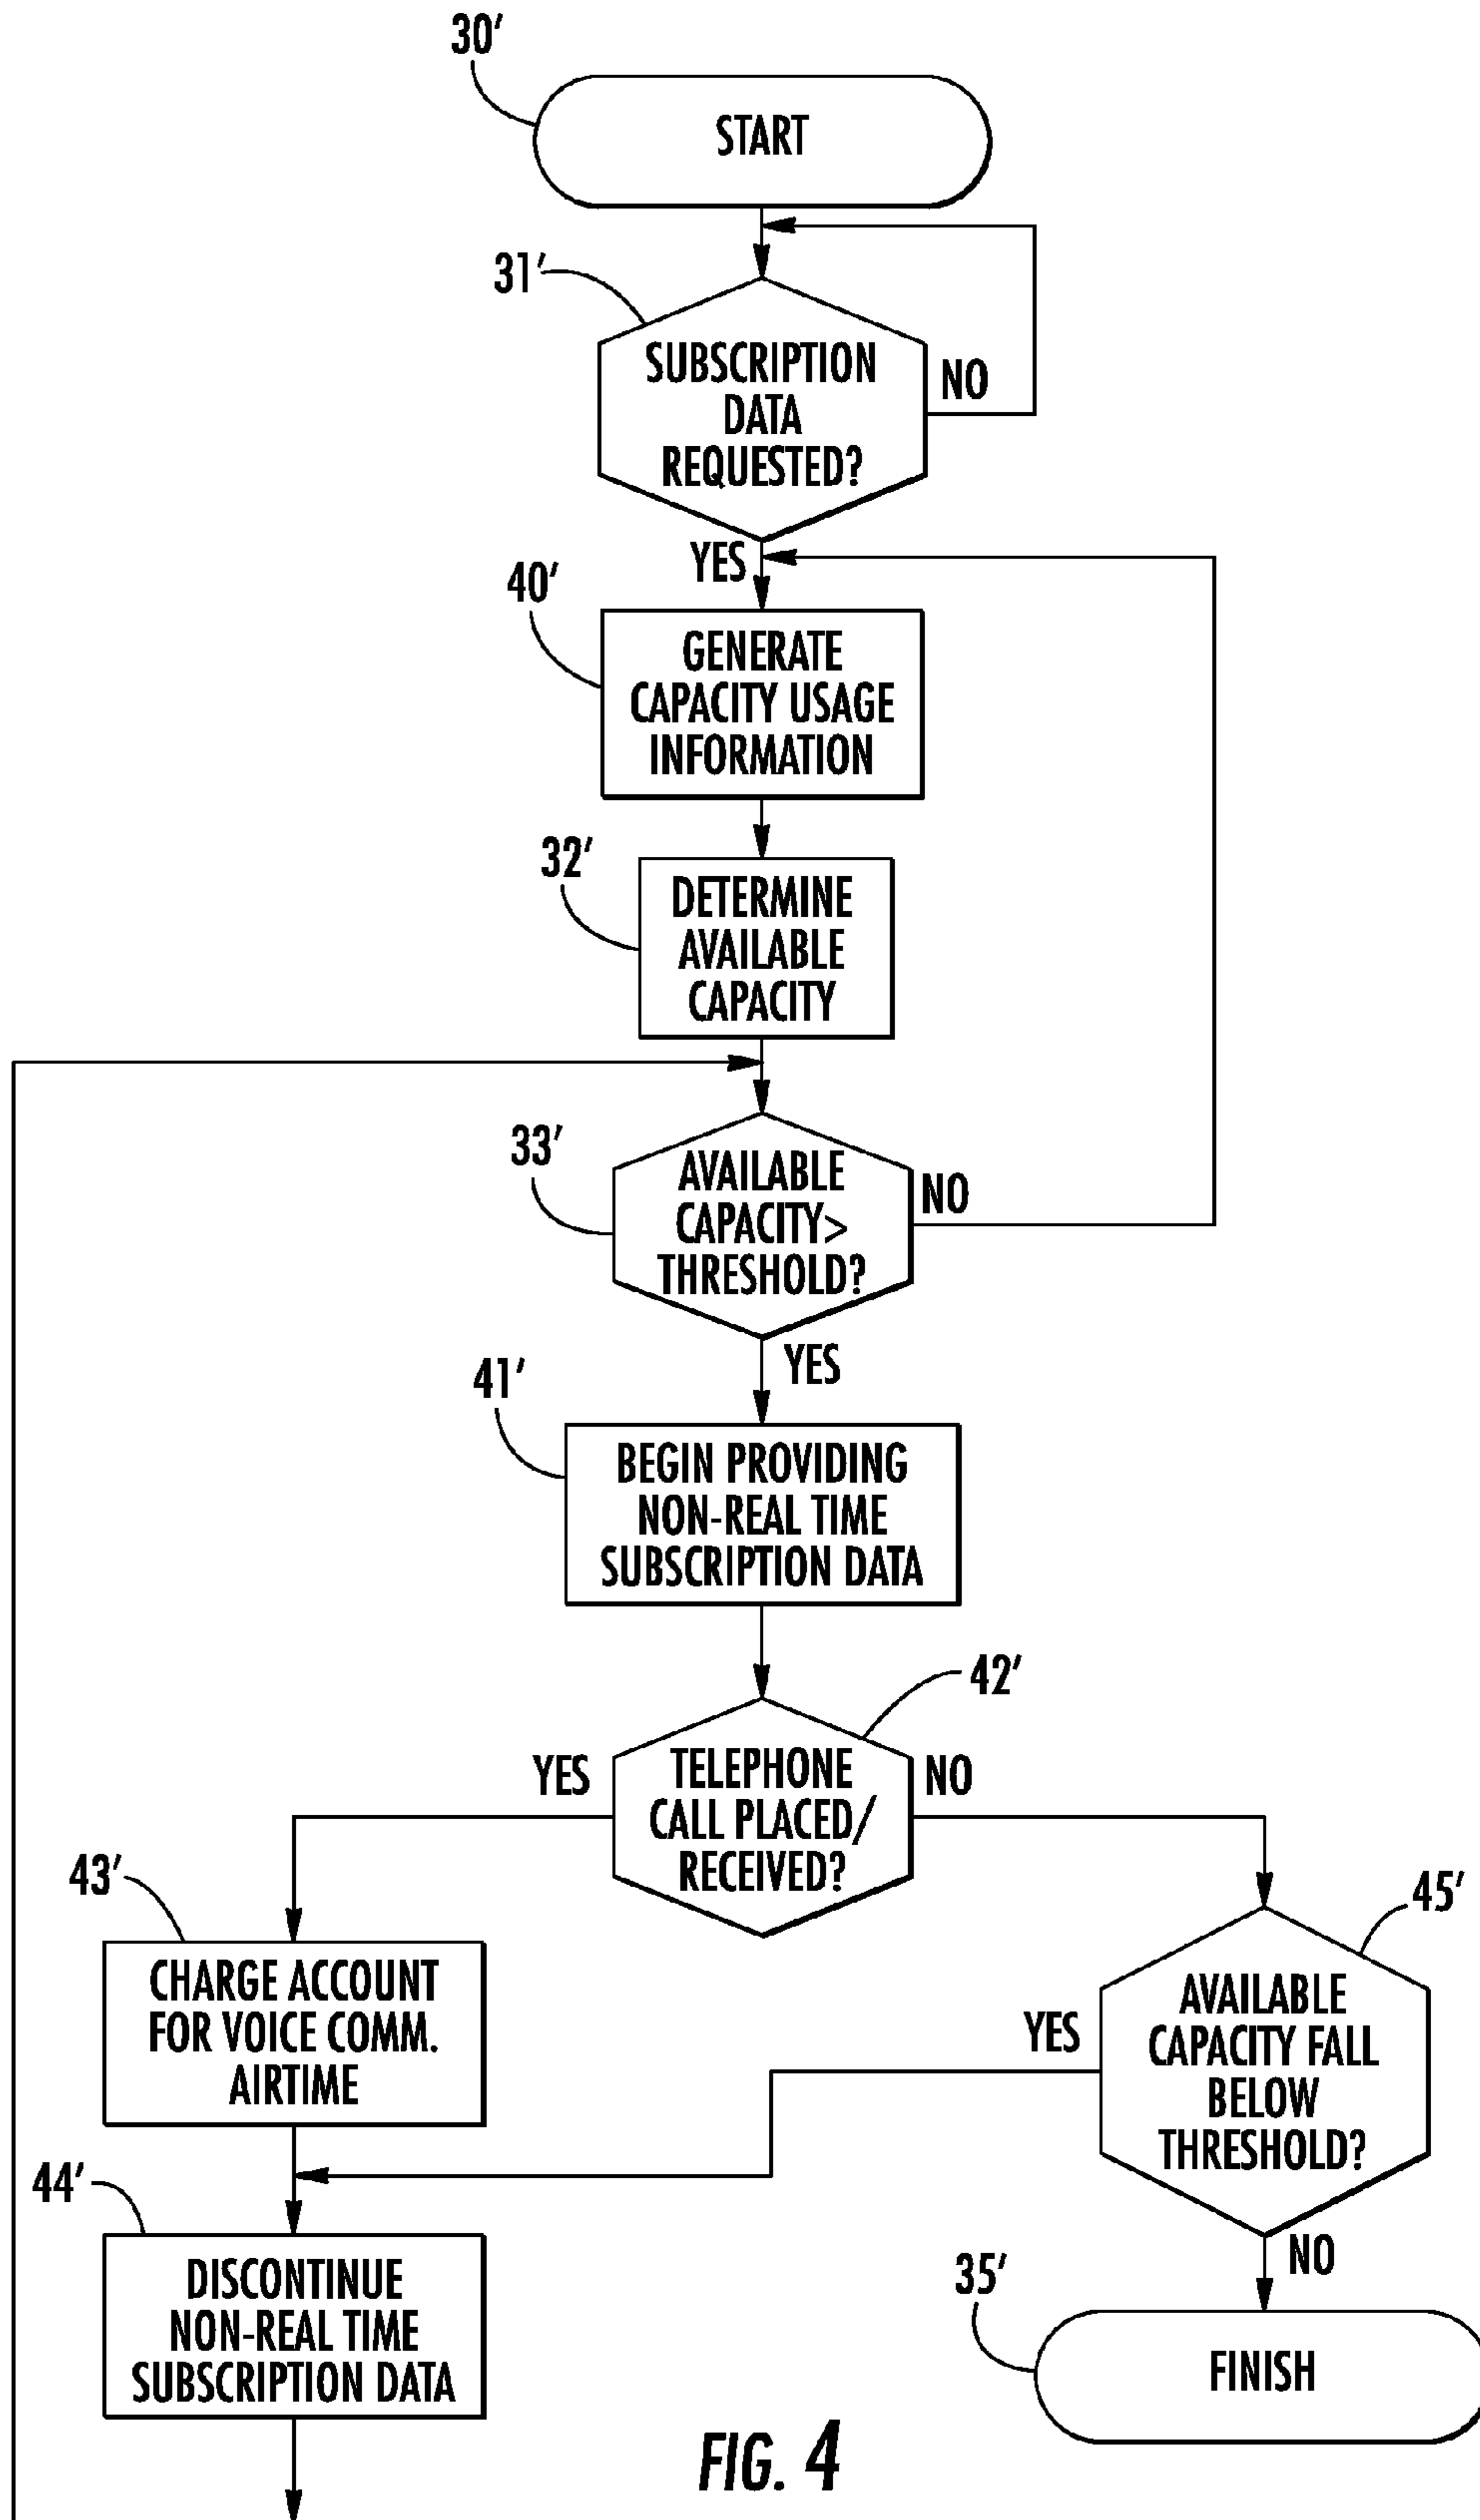 30'
START
31'
SUBSCRIPTION
DATA
REQUESTED?
NO
YES
40'
GENERATE
CAPACITY USAGE
INFORMATION
32'
DETERMINE
AVAILABLE
CAPACITY
33'
AVAILABLE
CAPACITY>
THRESHOLD?
NO
YES
41'
BEGIN PROVIDING
NON-REAL TIME
SUBSCRIPTION DATA
42'
YES
TELEPHONE
CALL PLACED/
RECEIVED?
NO
43'
CHARGE ACCOUNT
FOR VOICE COMM.
AIRTIME
45'
YES
AVAILABLE
CAPACITY FALL
BELOW
THRESHOLD?
44'
DISCONTINUE
NON-REAL TIME
SUBSCRIPTION DATA
NO
35'
FINISH
FIG. 4